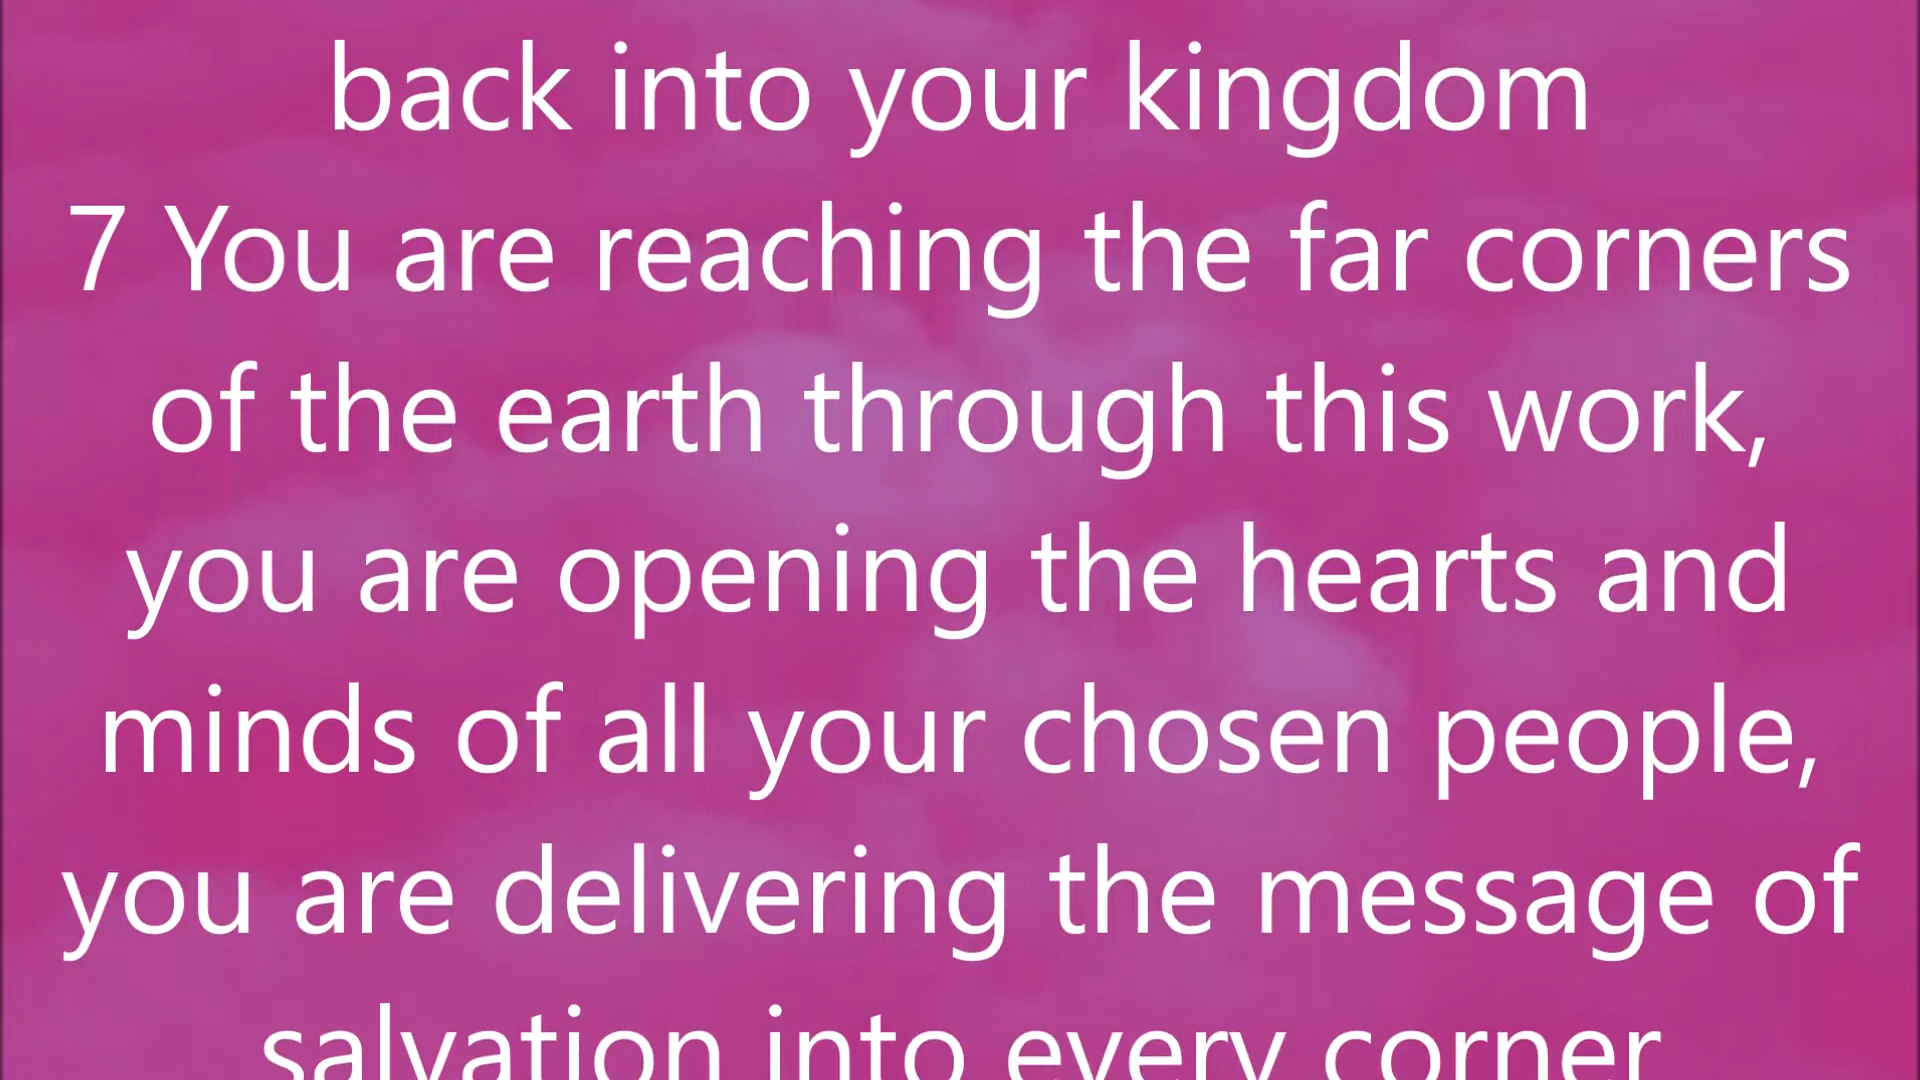 back into your kingdom
7 You are reaching the far corners
of the earth through this work,
you are opening the hearts and
minds of all your chosen people,
you are delivering the message of
salvation into every corner